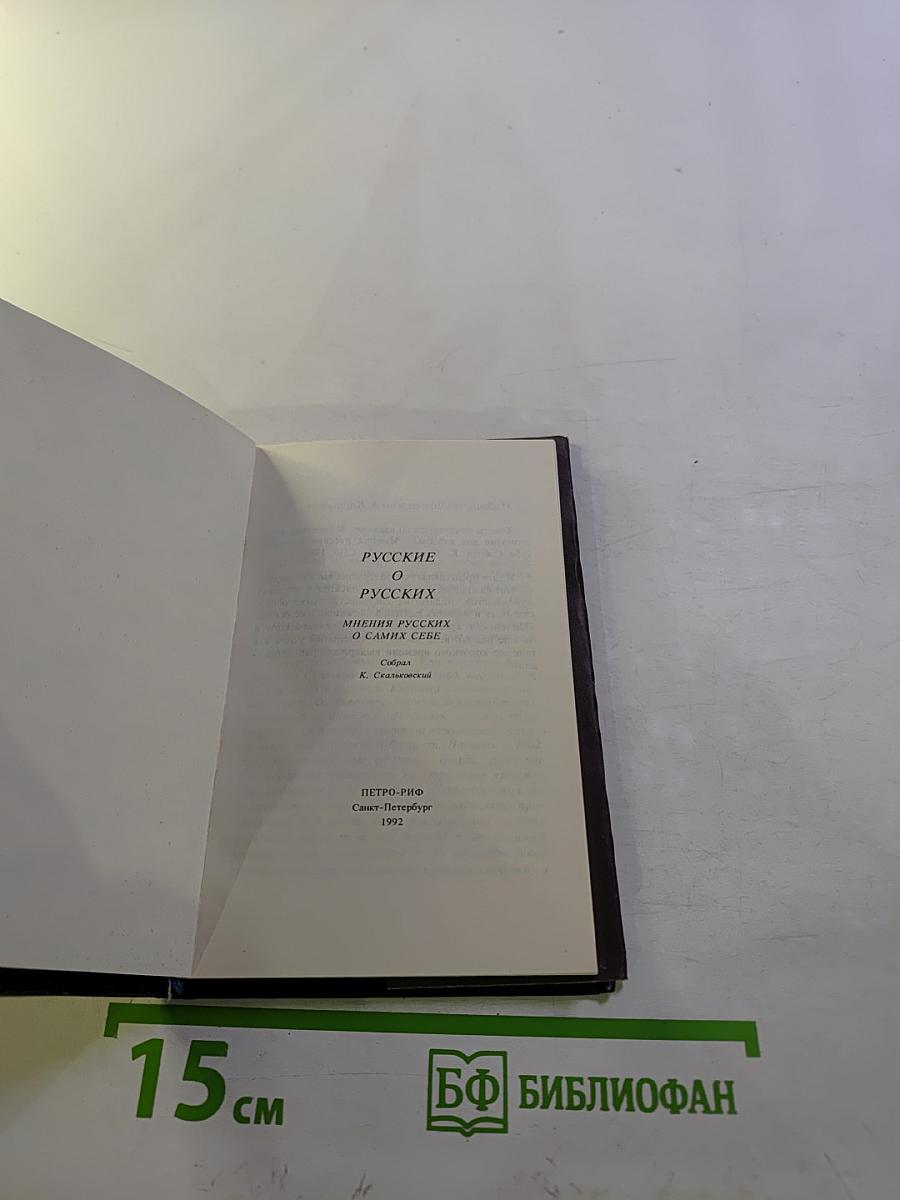 РУССКИЕ
О
РУССКИХ
МНЕНИЯ РУССКИХ
О САМИХ СЕБЕ
Собрал
К. Скальковский
ПЕТРО-РИФ
Санкт-Петербург
1992
15 см
БФ БИБЛИОФАН